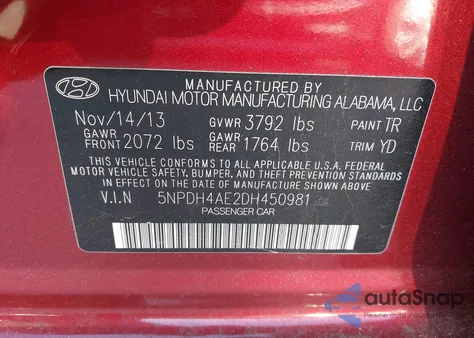 MANUFACTURED BY
HYUNDAI MOTOR MANUFACTURING ALABAMA, LLC
Nov/14/13 GVWR 3792 lbs PAINT TR
GAWR FRONT 2072 lbs GAWR REAR 1764 lbs TRIM YD
THIS VEHICLE CONFORMS TO ALL APPLICABLE U.S.A. FEDERAL
MOTOR VEHICLE SAFETY, BUMPER, AND THEFT PREVENTION STANDARDS
IN EFFECT ON THE DATE OF MANUFACTURE SHOWN ABOVE.
V.I.N 5NPDH4AE2DH450981
PASSENGER CAR
autoSnap
Pewne auto z